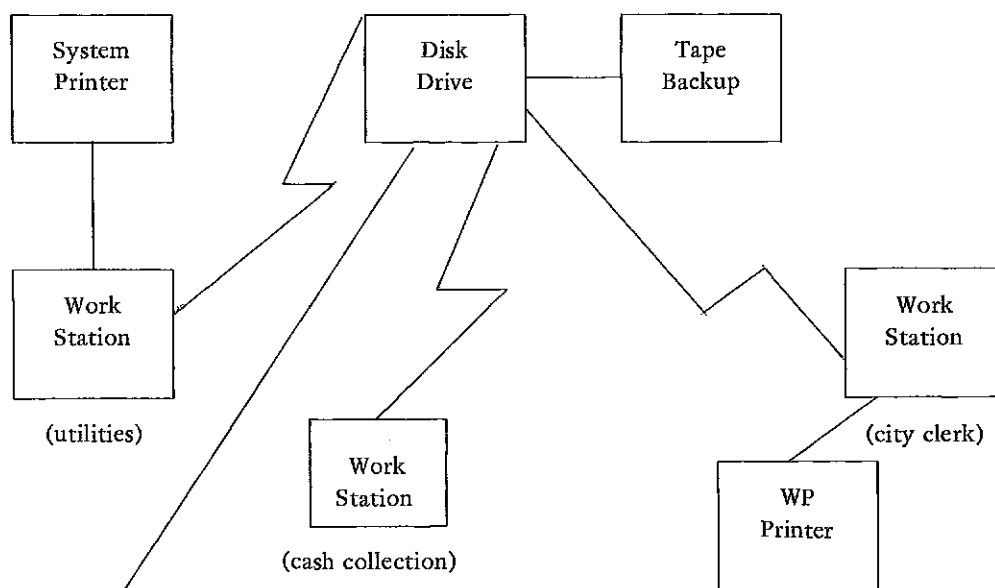 System
Printer
Disk
Drive
Tape
Backup
Work
Station
(utilities)
Work
Station
(city clerk)
Work
Station
(cash collection)
WP
Printer